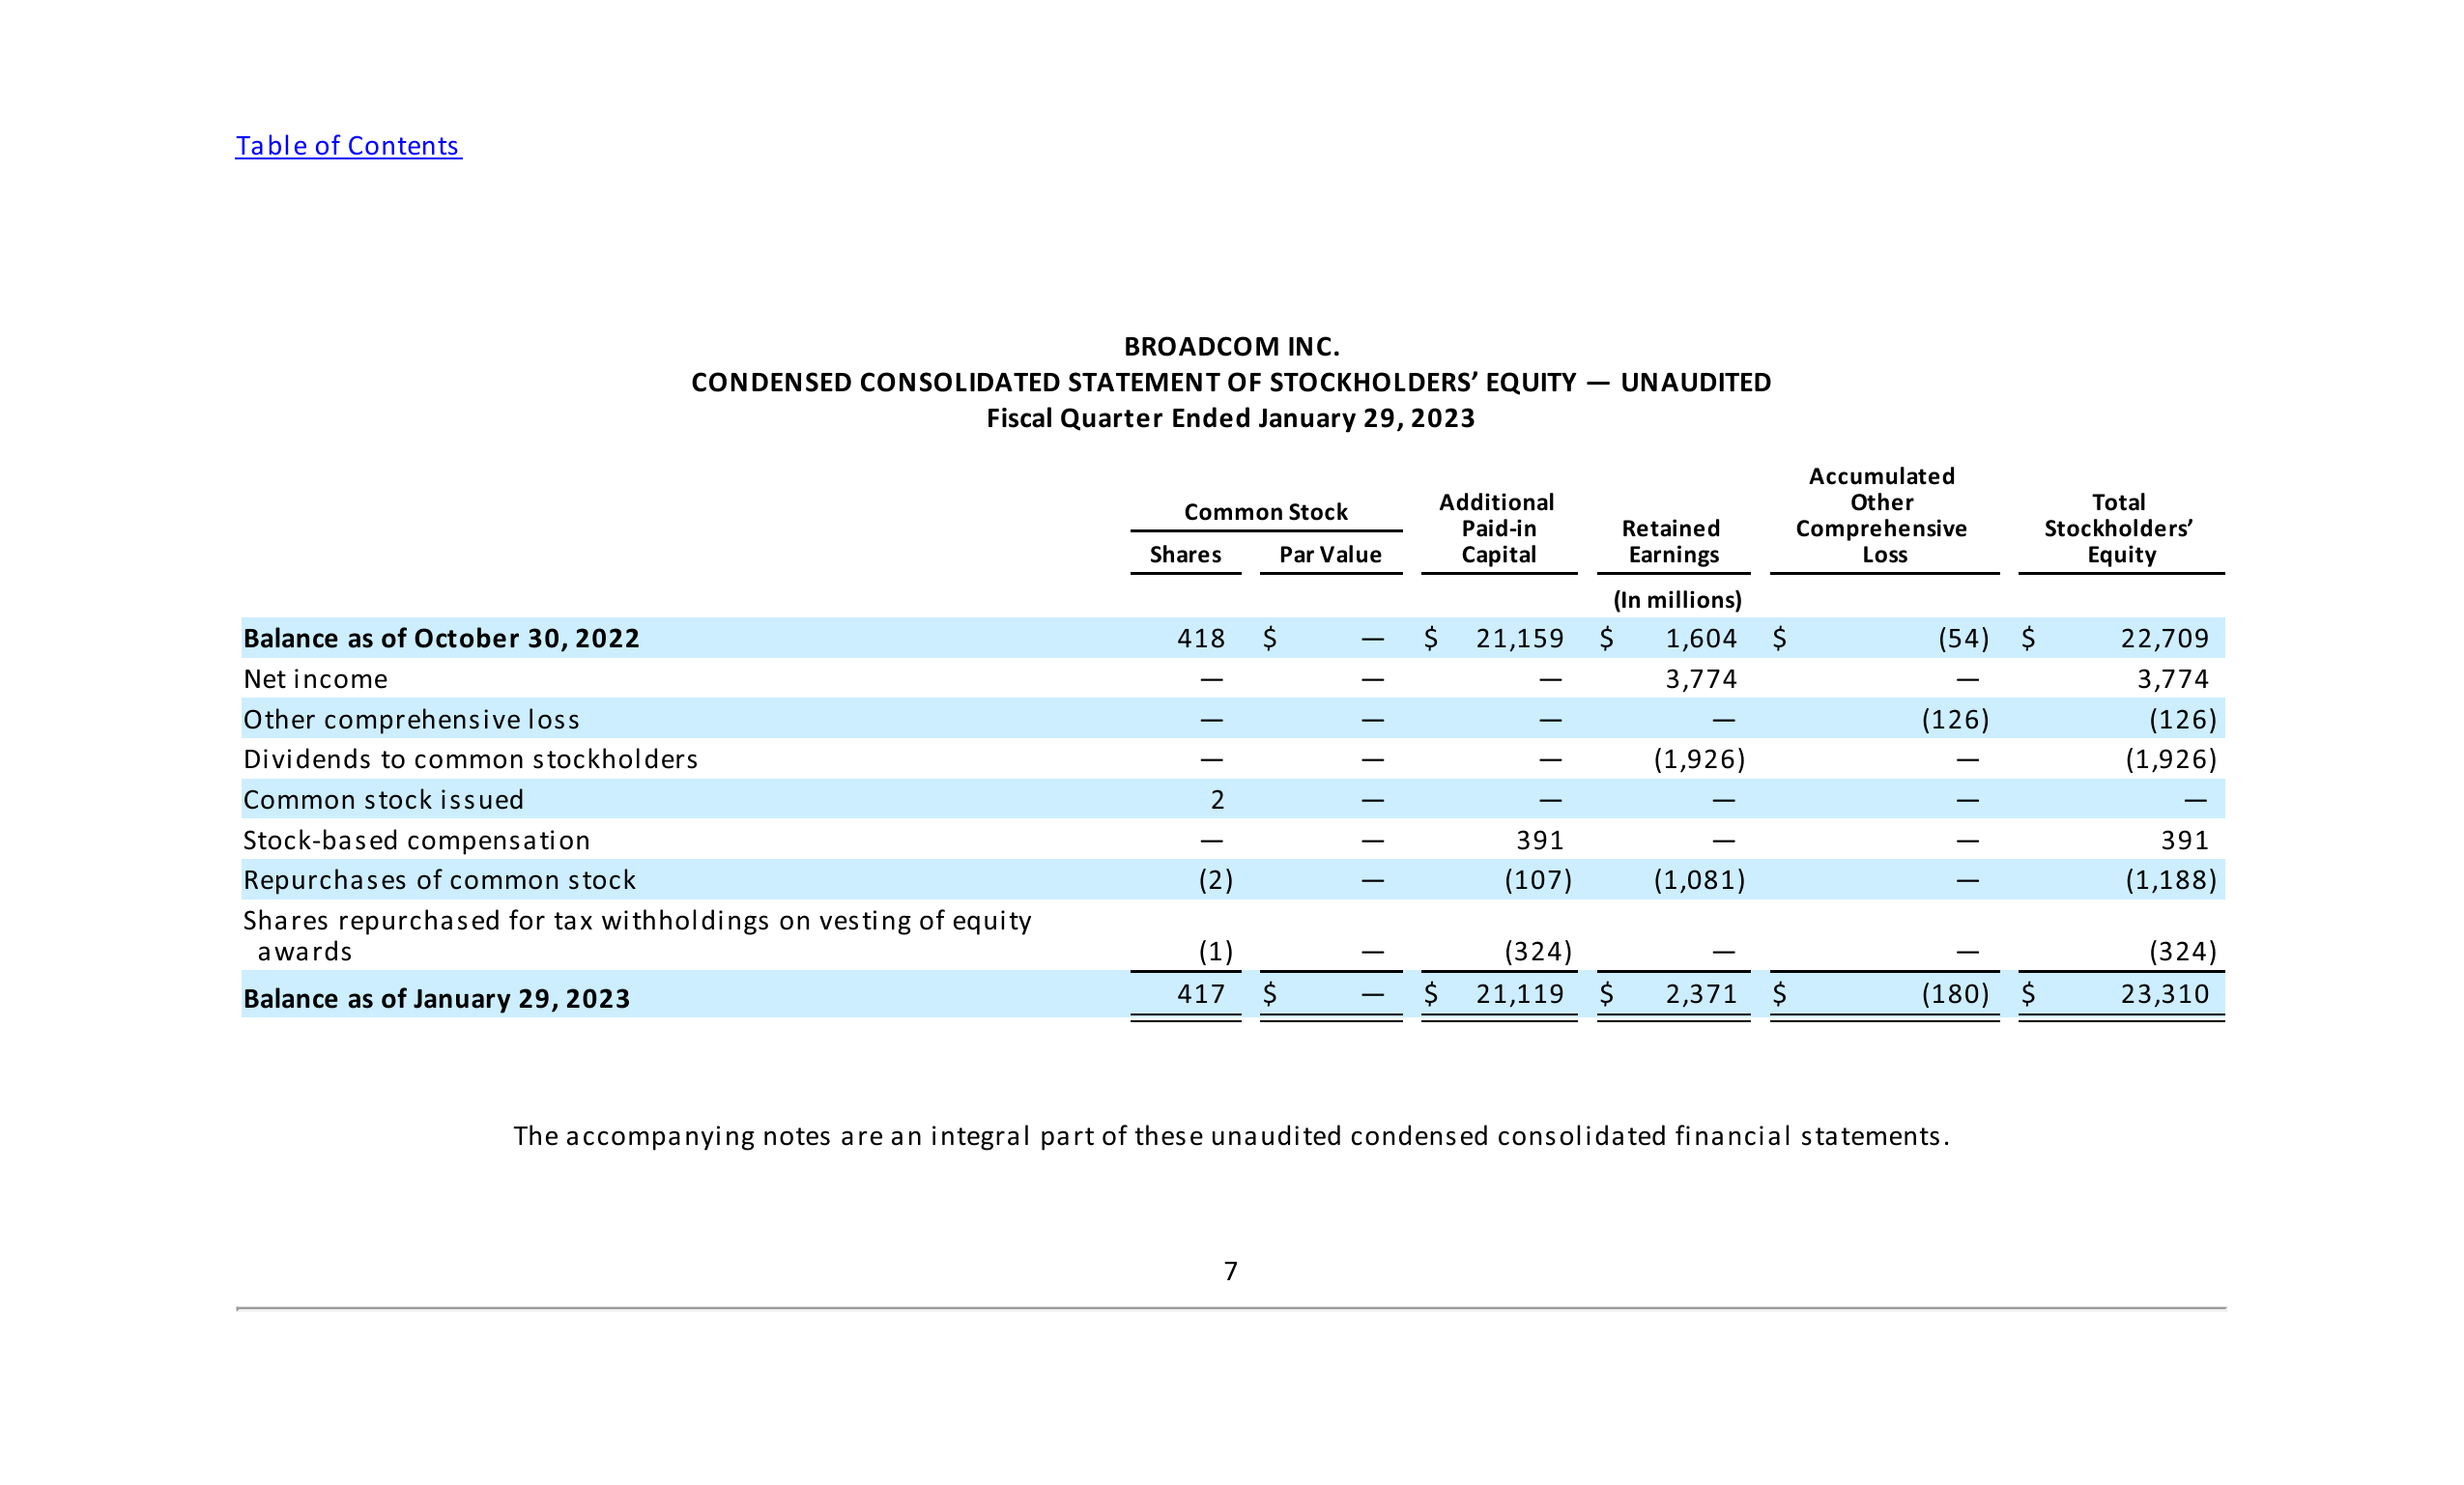 Table of Contents
BROADCOM INC.
CONDENSED CONSOLIDATED STATEMENT OF STOCKHOLDERS’ EQUITY — UNAUDITED
Fiscal Quarter Ended January 29, 2023
Common Stock Additional Paid-in Capital Retained Earnings Accumulated Other Comprehensive Loss Total Stockholders’ Equity
Shares Par Value
(In millions)
Balance as of October 30, 2022 418 $ — $ 21,159 $ 1,604 $ (54) $ 22,709
Net income — — — 3,774 — 3,774
Other comprehensive loss — — — — (126) (126)
Dividends to common stockholders — — — (1,926) — (1,926)
Common stock issued 2 — — — — —
Stock-based compensation — — 391 — — 391
Repurchases of common stock (2) — (107) (1,081) — (1,188)
Shares repurchased for tax withholdings on vesting of equity
awards (1) — (324) — — (324)
Balance as of January 29, 2023 417 $ — $ 21,119 $ 2,371 $ (180) $ 23,310
The accompanying notes are an integral part of these unaudited condensed consolidated financial statements.
7